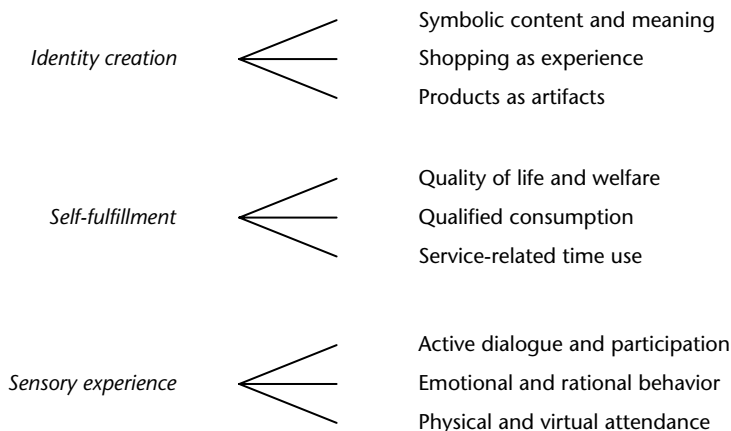 Symbolic content and meaning
Identity creation
Shopping as experience
Products as artifacts
Quality of life and welfare
Self-fulfillment
Qualified consumption
Service-related time use
Active dialogue and participation
Sensory experience
Emotional and rational behavior
Physical and virtual attendance